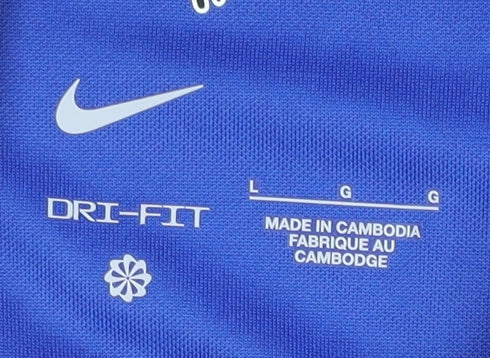 DRI-FIT
L G G
MADE IN CAMBODIA
FABRIQUE AU
CAMBODGE